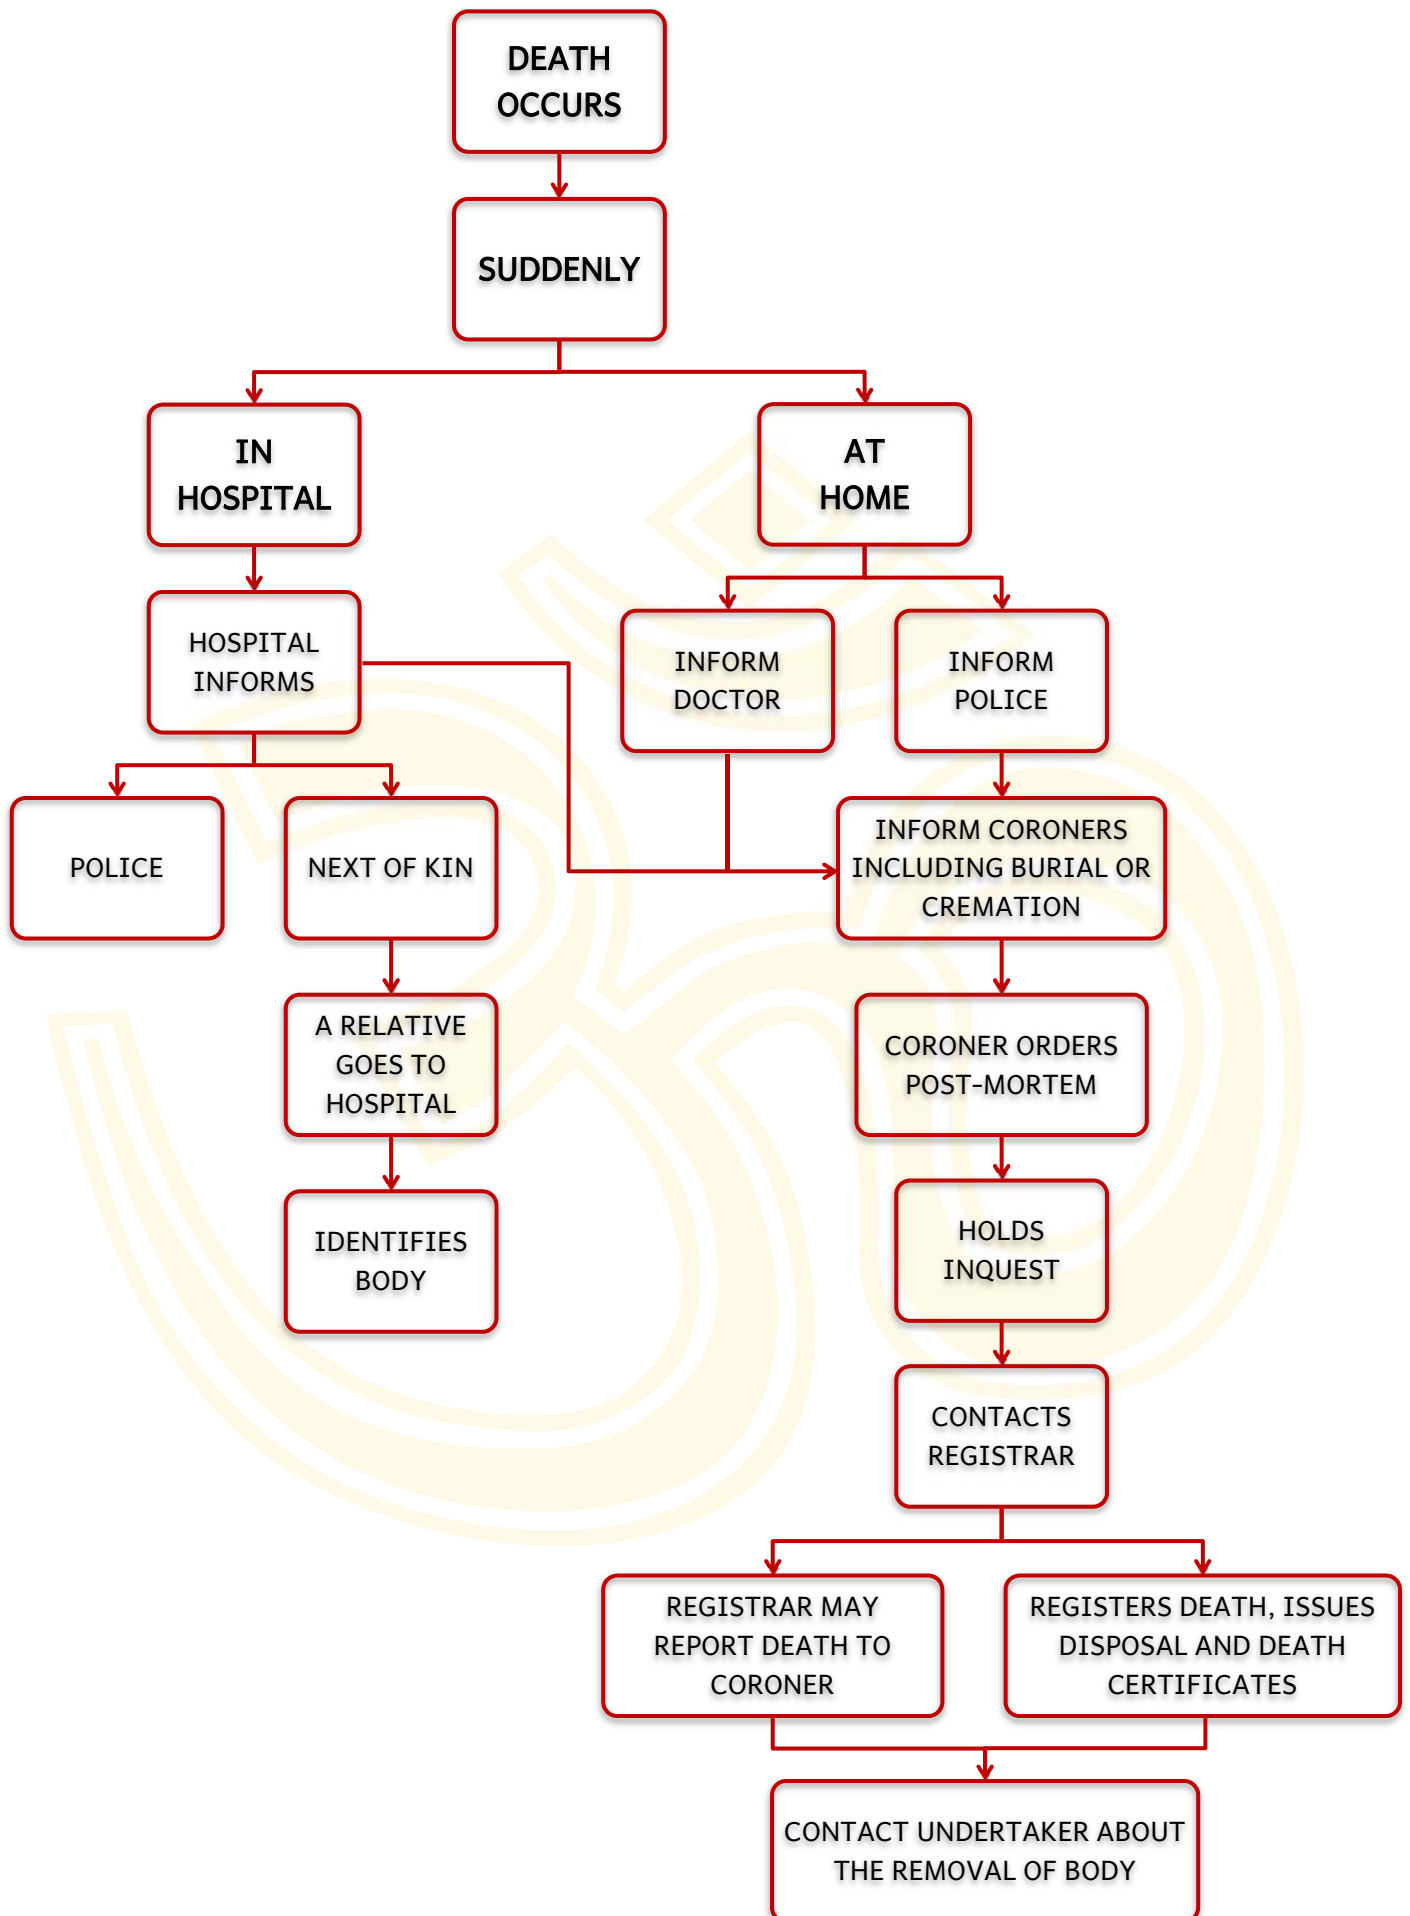 DEATH
OCCURS
SUDDENLY
IN
HOSPITAL
AT
HOME
HOSPITAL
INFORMS
INFORM
DOCTOR
INFORM
POLICE
POLICE
NEXT OF KIN
INFORM CORONERS
INCLUDING BURIAL OR
CREMATION
A RELATIVE
GOES TO
HOSPITAL
CORONER ORDERS
POST-MORTEM
IDENTIFIES
BODY
HOLDS
INQUEST
CONTACTS
REGISTRAR
REGISTRAR MAY
REPORT DEATH TO
CORONER
REGISTERS DEATH, ISSUES
DISPOSAL AND DEATH
CERTIFICATES
CONTACT UNDERTAKER ABOUT
THE REMOVAL OF BODY